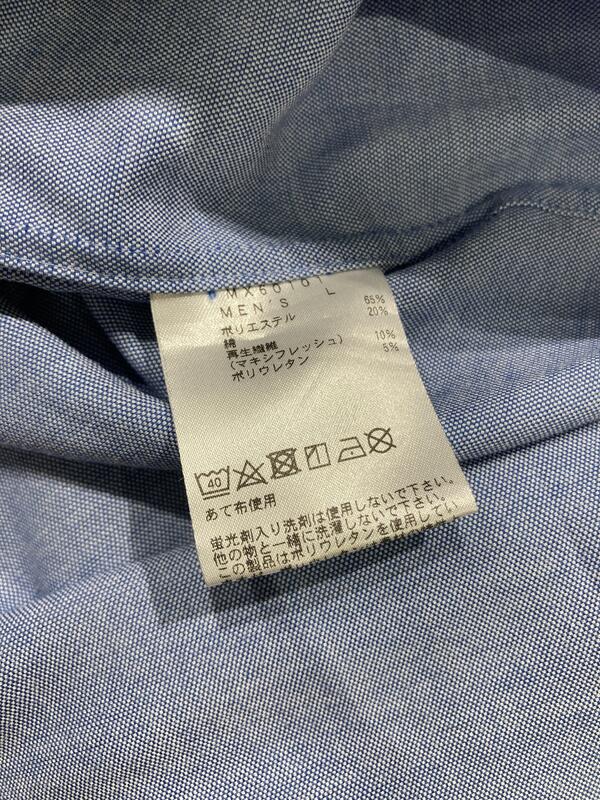 MX60161
MEN'S L
ポリエステル 65%
綿 20%
再生繊維
(マキシフレッシュ) 10%
ポリウレタン 5%
40
あて布使用
蛍光剤入り洗剤は使用しないで下さい。
他の物と一緒に洗濯しないで下さい。
この製品はポリウレタンを使用してい